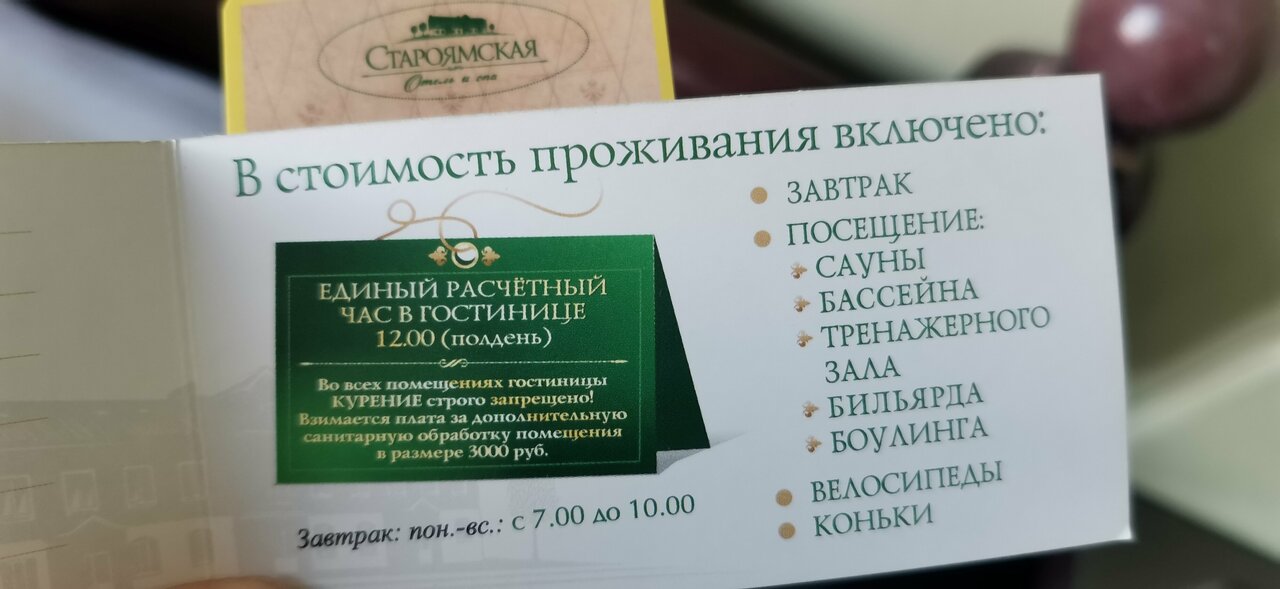 Староямская
Отель и спа
В стоимость проживания включено:
ЕДИНЫЙ РАСЧЁТНЫЙ
ЧАС В ГОСТИНИЦЕ
12.00 (полдень)
Во всех помещениях гостиницы
КУРЕНИЕ строго запрещено!
Взимается плата за дополнительную
санитарную обработку помещения
в размере 3000 руб.
Завтрак: пон.-вс.: с 7.00 до 10.00
ЗАВТРАК
ПОСЕЩЕНИЕ:
САУНЫ
БАССЕЙНА
ТРЕНАЖЕРНОГО
ЗАЛА
БИЛЬЯРДА
БОУЛИНГА
ВЕЛОСИПЕДЫ
КОНЬКИ